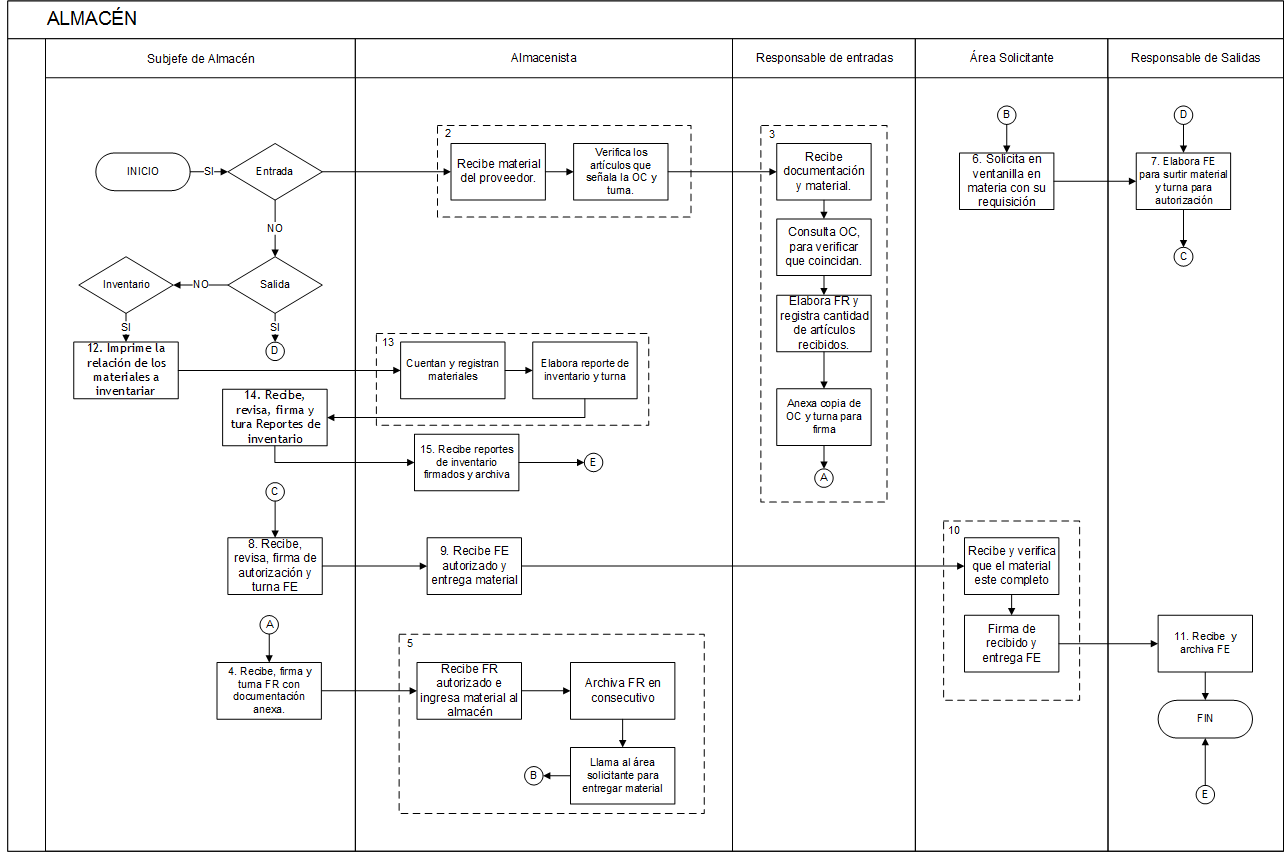 ALMACÉN
Subjefe de Almacén
Almacenista
Responsable de entradas
Área Solicitante
Responsable de Salidas
INICIO
SI
Entrada
NO
Salida
NO
Inventario
SI
SI
D
12. Imprime la
relación de los
materiales a
inventariar
2
Recibe material
del proveedor.
Verifica los
artículos que
señala la OC y
turna.
3
Recibe
documentación
y material.
Consulta OC,
para verificar
que coincidan.
Elabora FR y
registra cantidad
de artículos
recibidos.
Anexa copia de
OC y turna para
firma
A
B
6. Solicita en
ventanilla en
materia con su
requisición
D
7. Elabora FE
para surtir material
y turna para
autorización
C
13
Cuentan y registran
materiales
Elabora reporte de
inventario y turna
14. Recibe,
revisa, firma y
tura Reportes de
inventario
15. Recibe reportes
de inventario
firmados y archiva
E
C
8. Recibe,
revisa, firma de
autorización y
turna FE
9. Recibe FE
autorizado y
entrega material
10
Recibe y verifica
que el material
este completo
Firma de
recibido y
entrega FE
11. Recibe y
archiva FE
FIN
E
A
4. Recibe, firma y
turna FR con
documentación
anexa.
5
Recibe FR
autorizado e
ingresa material al
almacén
Archiva FR en
consecutivo
Llama al área
solicitante para
entregar material
B